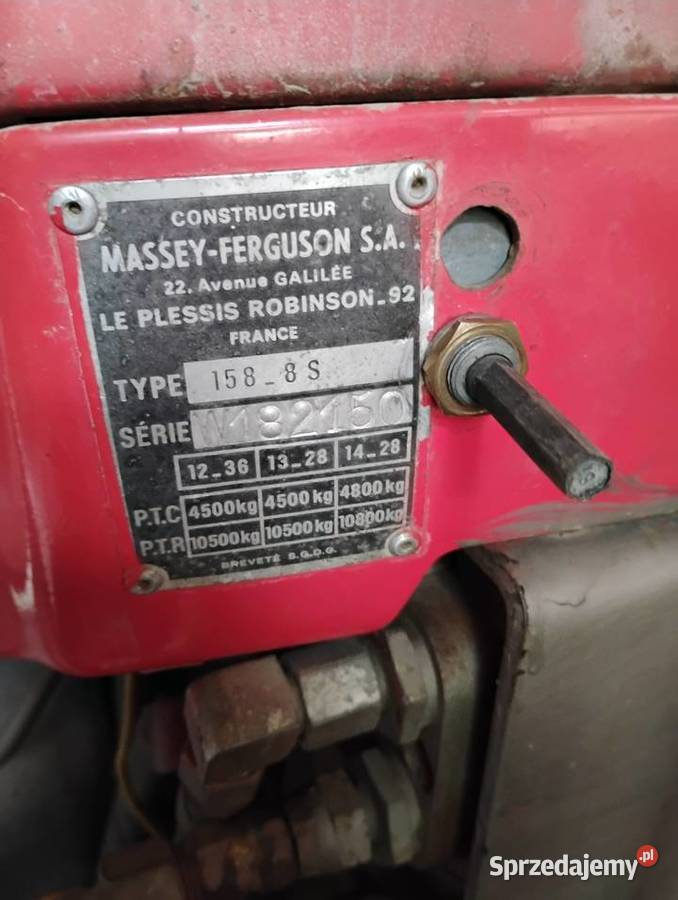 CONSTRUCTEUR
MASSEY-FERGUSON S.A.
22. Avenue GALILÉE
LE PLESSIS ROBINSON_92
FRANCE
TYPE 158_8 S
SÉRIE W182150
12_36 13_28 14_28
P.T.C 4500kg 4500kg 4800kg
P.T.R 10500kg 10500kg 10800kg
BREVETÉ S.G.D.G.
Sprzedajemy.pl